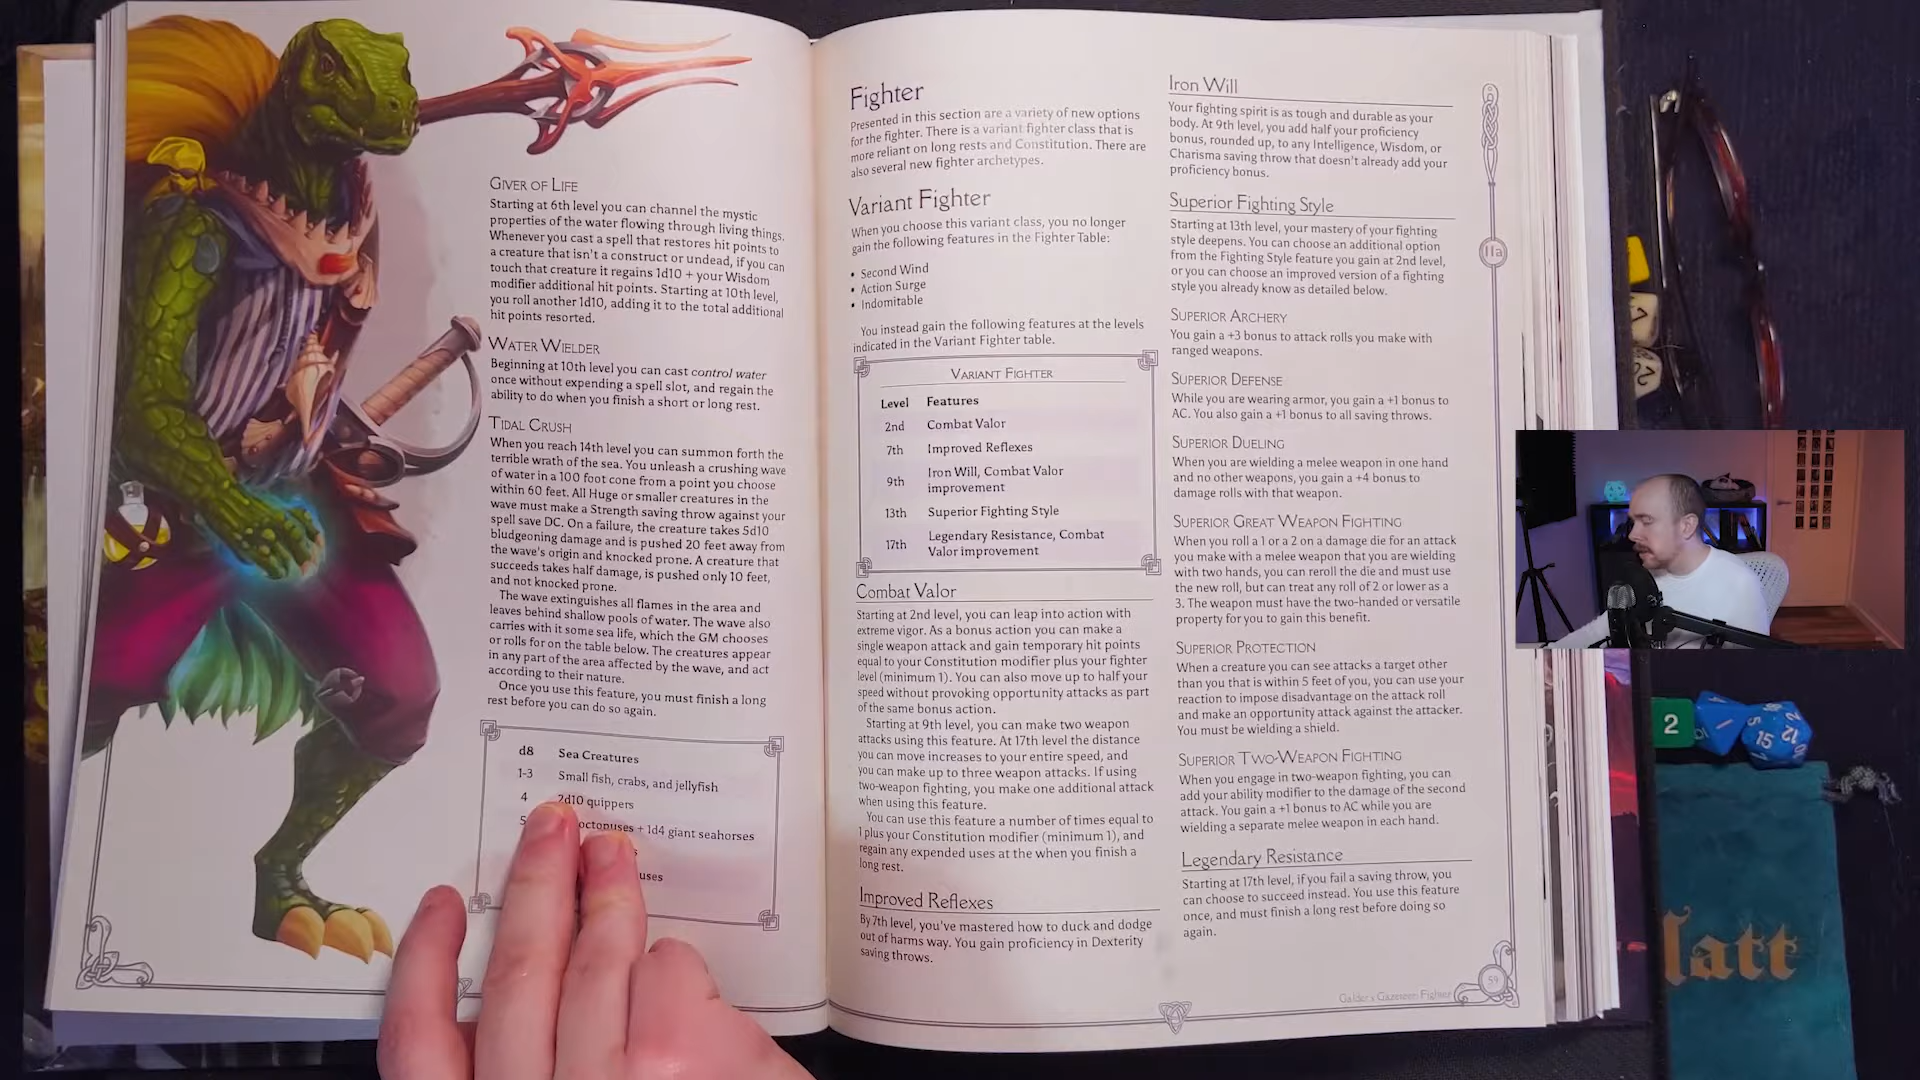 GIVER OF LIFE
Starting at 6th level you can channel the mystic
properties of the water flowing through living things.
Whenever you cast a spell that restores hit points to
a creature that isn't a construct or undead, if you can
touch that creature it regains 1d10 + your Wisdom
modifier additional hit points. Starting at 10th level,
you roll another 1d10, adding it to the total additional
hit points resorted.
WATER WIELDER
Beginning at 10th level you can cast control water
once without expending a spell slot, and regain the
ability to do when you finish a short or long rest.
TIDAL CRUSH
When you reach 14th level you can summon forth the
terrible wrath of the sea. You unleash a crushing wave
of water in a 100 foot cone from a point you choose
within 60 feet. All Huge or smaller creatures in the
wave must make a Strength saving throw against your
spell save DC. On a failure, the creature takes 5d10
bludgeoning damage and is pushed 20 feet away from
the wave's origin and knocked prone. A creature that
succeeds takes half damage, is pushed only 10 feet,
and not knocked prone.
The wave extinguishes all flames in the area and
leaves behind shallow pools of water. The wave also
carries with it some sea life, which the GM chooses
or rolls for on the table below. The creatures appear
in any part of the area affected by the wave, and act
according to their nature.
Once you use this feature, you must finish a long
rest before you can do so again.
d8 Sea Creatures
1-3 Small fish, crabs, and jellyfish
4 2d10 quippers
5 octopuses + 1d4 giant seahorses
Fighter
Presented in this section are a variety of new options
for the fighter. There is a variant fighter class that is
more reliant on long rests and Constitution. There are
also several new fighter archetypes.
Variant Fighter
When you choose this variant class, you no longer
gain the following features in the Fighter Table:
• Second Wind
• Action Surge
• Indomitable
You instead gain the following features at the levels
indicated in the Variant Fighter table.
VARIANT FIGHTER
Level Features
2nd Combat Valor
7th Improved Reflexes
9th Iron Will, Combat Valor
improvement
13th Superior Fighting Style
17th Legendary Resistance, Combat
Valor improvement
Combat Valor
Starting at 2nd level, you can leap into action with
extreme vigor. As a bonus action you can make a
single weapon attack and gain temporary hit points
equal to your Constitution modifier plus your fighter
level (minimum 1). You can also move up to half your
speed without provoking opportunity attacks as part
of the same bonus action.
Starting at 9th level, you can make two weapon
attacks using this feature. At 17th level the distance
you can move increases to your entire speed, and
you can make up to three weapon attacks. If using
two-weapon fighting, you make one additional attack
when using this feature.
You can use this feature a number of times equal to
1 plus your Constitution modifier (minimum 1), and
regain any expended uses at the when you finish a
long rest.
Improved Reflexes
By 7th level, you've mastered how to duck and dodge
out of harms way. You gain proficiency in Dexterity
saving throws.
Iron Will
Your fighting spirit is as tough and durable as your
body. At 9th level, you add half your proficiency
bonus, rounded up, to any Intelligence, Wisdom, or
Charisma saving throw that doesn't already add your
proficiency bonus.
Superior Fighting Style
Starting at 13th level, your mastery of your fighting
style deepens. You can choose an additional option
from the Fighting Style feature you gain at 2nd level,
or you can choose an improved version of a fighting
style you already know as detailed below.
SUPERIOR ARCHERY
You gain a +3 bonus to attack rolls you make with
ranged weapons.
SUPERIOR DEFENSE
While you are wearing armor, you gain a +1 bonus to
AC. You also gain a +1 bonus to all saving throws.
SUPERIOR DUELING
When you are wielding a melee weapon in one hand
and no other weapons, you gain a +4 bonus to
damage rolls with that weapon.
SUPERIOR GREAT WEAPON FIGHTING
When you roll a 1 or a 2 on a damage die for an attack
you make with a melee weapon that you are wielding
with two hands, you can reroll the die and must use
the new roll, but can treat any roll of 2 or lower as a
3. The weapon must have the two-handed or versatile
property for you to gain this benefit.
SUPERIOR PROTECTION
When a creature you can see attacks a target other
than you that is within 5 feet of you, you can use your
reaction to impose disadvantage on the attack roll
and make an opportunity attack against the attacker.
You must be wielding a shield.
SUPERIOR TWO-WEAPON FIGHTING
When you engage in two-weapon fighting, you can
add your ability modifier to the damage of the second
attack. You gain a +1 bonus to AC while you are
wielding a separate melee weapon in each hand.
Legendary Resistance
Starting at 17th level, if you fail a saving throw, you
can choose to succeed instead. You use this feature
once, and must finish a long rest before doing so
again.
IIa
Galder's Gazeteer: Fighter
59
2
15
12
latt